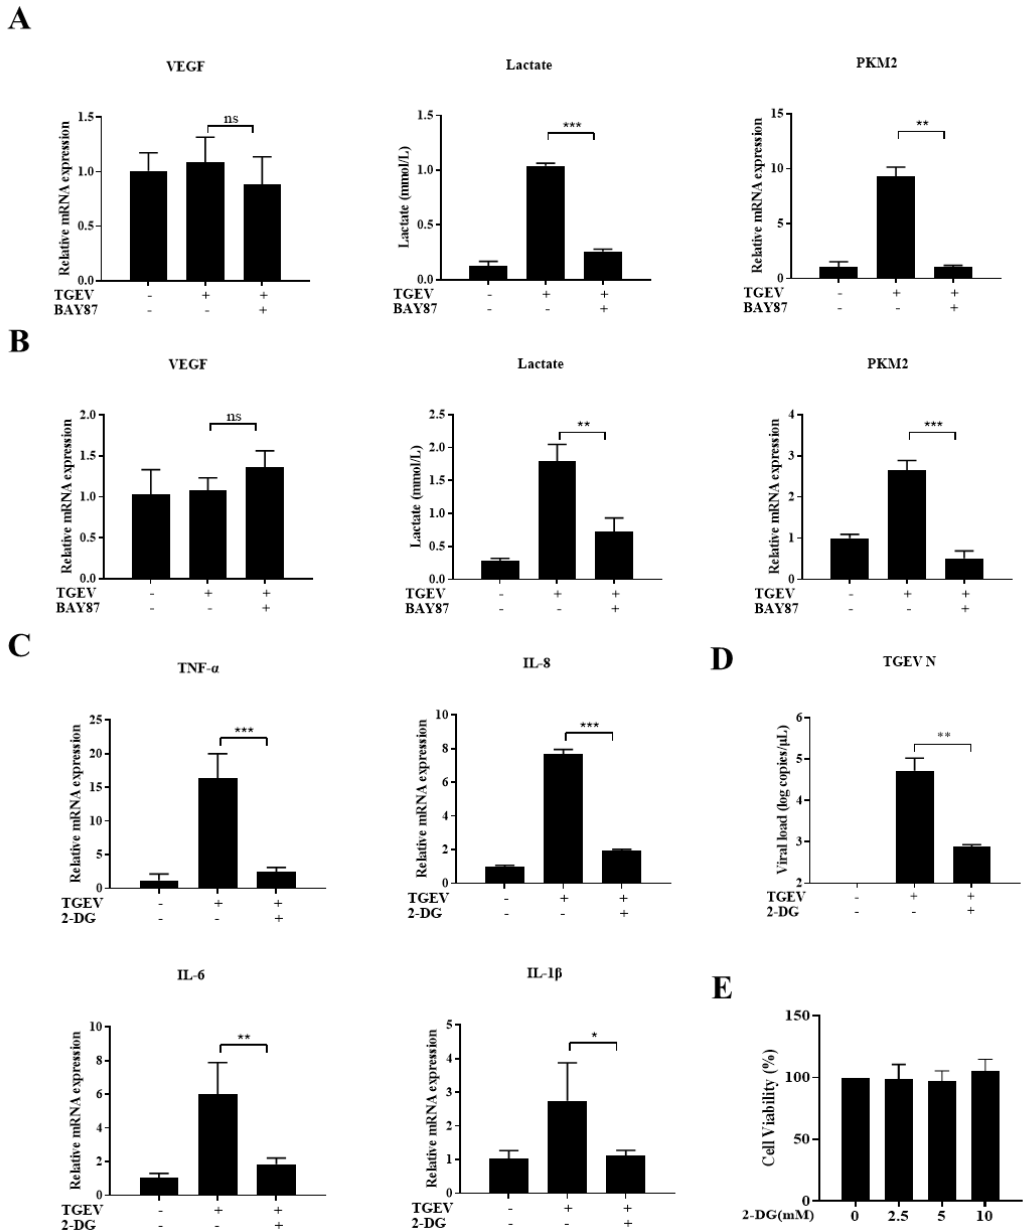 A
VEGF
Lactate
PKM2
Relative mRNA expression
1.5
1.0
0.5
0.0
ns
Lactate (mmol/L)
1.5
1.0
0.5
0.0
***
Relative mRNA expression
15
10
5
0
**
TGEV - + +
BAY87 - - +
TGEV - + +
BAY87 - - +
TGEV - + +
BAY87 - - +
B
VEGF
Lactate
PKM2
Relative mRNA expression
2.0
1.5
1.0
0.5
0.0
ns
Lactate (mmol/L)
2.5
2.0
1.5
1.0
0.5
0.0
**
Relative mRNA expression
4
3
2
1
0
***
TGEV - + +
BAY87 - - +
TGEV - + +
BAY87 - - +
TGEV - + +
BAY87 - - +
C
TNF-α
IL-8
Relative mRNA expression
25
20
15
10
5
0
***
TGEV - + +
2-DG - - +
Relative mRNA expression
10
8
6
4
2
0
***
TGEV - + +
2-DG - - +
D
TGEV N
Viral load (log copies/μL)
6
5
4
3
2
**
TGEV - + +
2-DG - - +
IL-6
IL-1β
Relative mRNA expression
10
8
6
4
2
0
**
TGEV - + +
2-DG - - +
Relative mRNA expression
5
4
3
2
1
0
*
TGEV - + +
2-DG - - +
E
Cell Viability (%)
150
100
50
0
2-DG(mM) 0 2.5 5 10